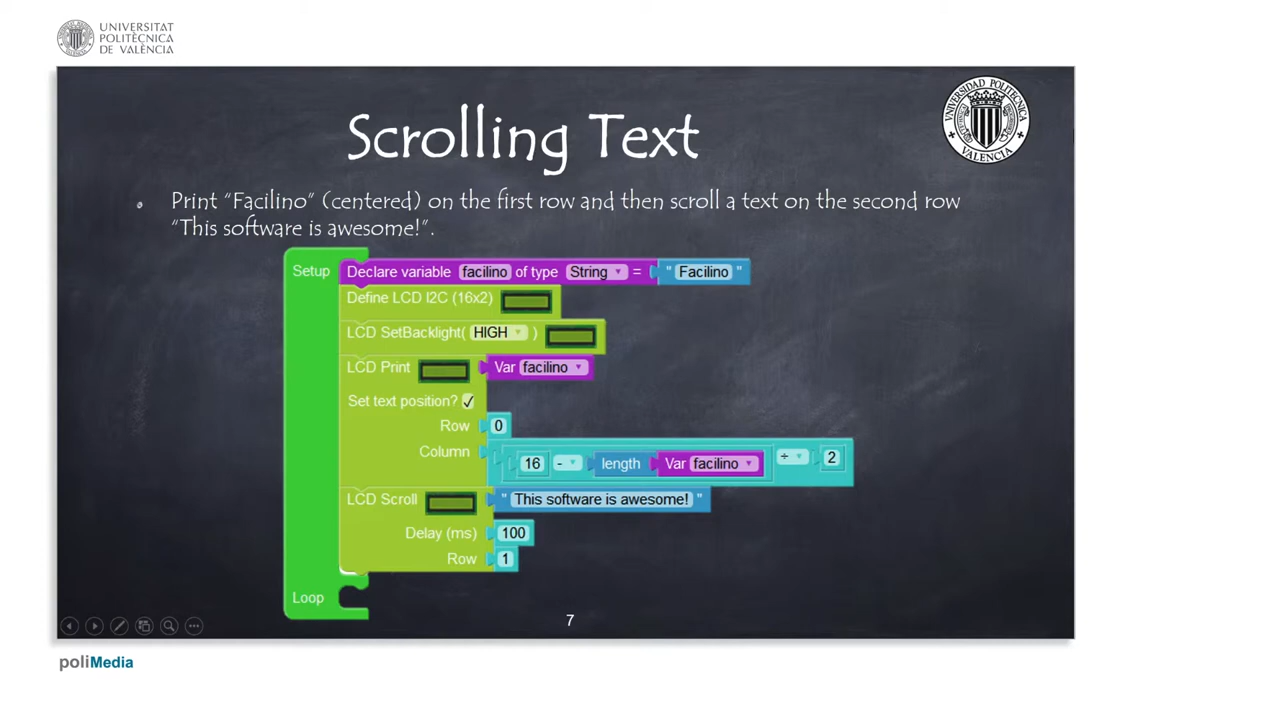 UNIVERSITAT
POLITÈCNICA
DE VALÈNCIA
UNIVERSIDAD POLITECNICA
VALENCIA
Scrolling Text
Print “Facilino” (centered) on the first row and then scroll a text on the second row
“This software is awesome!”.
Setup
Declare variable facilino of type String = " Facilino "
Define LCD I2C (16x2)
LCD SetBacklight( HIGH )
LCD Print Var facilino
Set text position? ✓
Row 0
Column 16 - length Var facilino ÷ 2
LCD Scroll " This software is awesome! "
Delay (ms) 100
Row 1
Loop
7
poliMedia